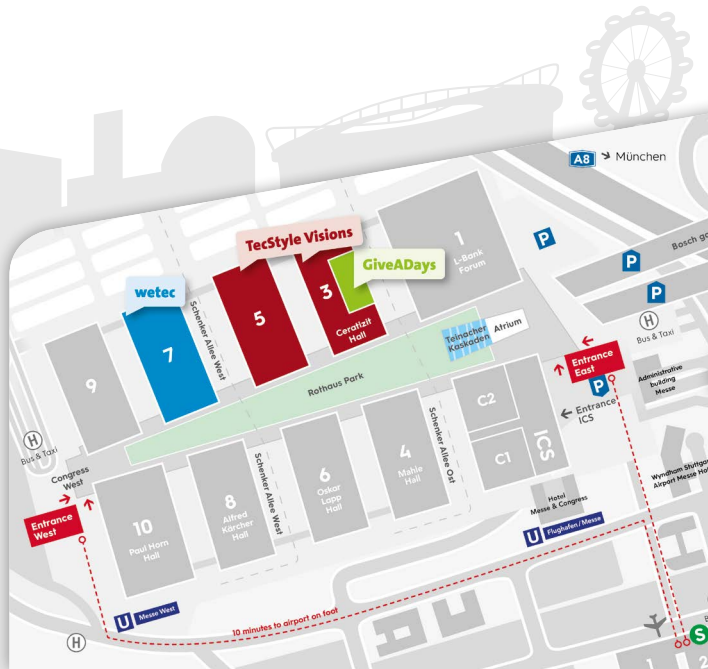 A8
München
P
Bosch
P
P
H
Bus & Taxi
TecStyle Visions
GiveADays
wetec
1
L-Bank
Forum
3
Ceratizit
Hall
5
7
9
Schenker Allee West
Teinacher
Kaskaden
Atrium
Rothaus Park
Entrance
East
P
Entrance
ICS
Administrative
building
Messe
C2
C1
ICS
Schenker Allee Ost
4
Mahle
Hall
6
Oskar
Lapp
Hall
Schenker Allee West
8
Alfred
Kärcher
Hall
10
Paul Horn
Hall
H
Bus & Taxi
Congress
West
Entrance
West
Hotel
Messe & Congress
Wyndham Stuttgar
Airport Messe Ho
U
Flughafen/Messe
U
Messe West
H
10 minutes to airport on foot
S